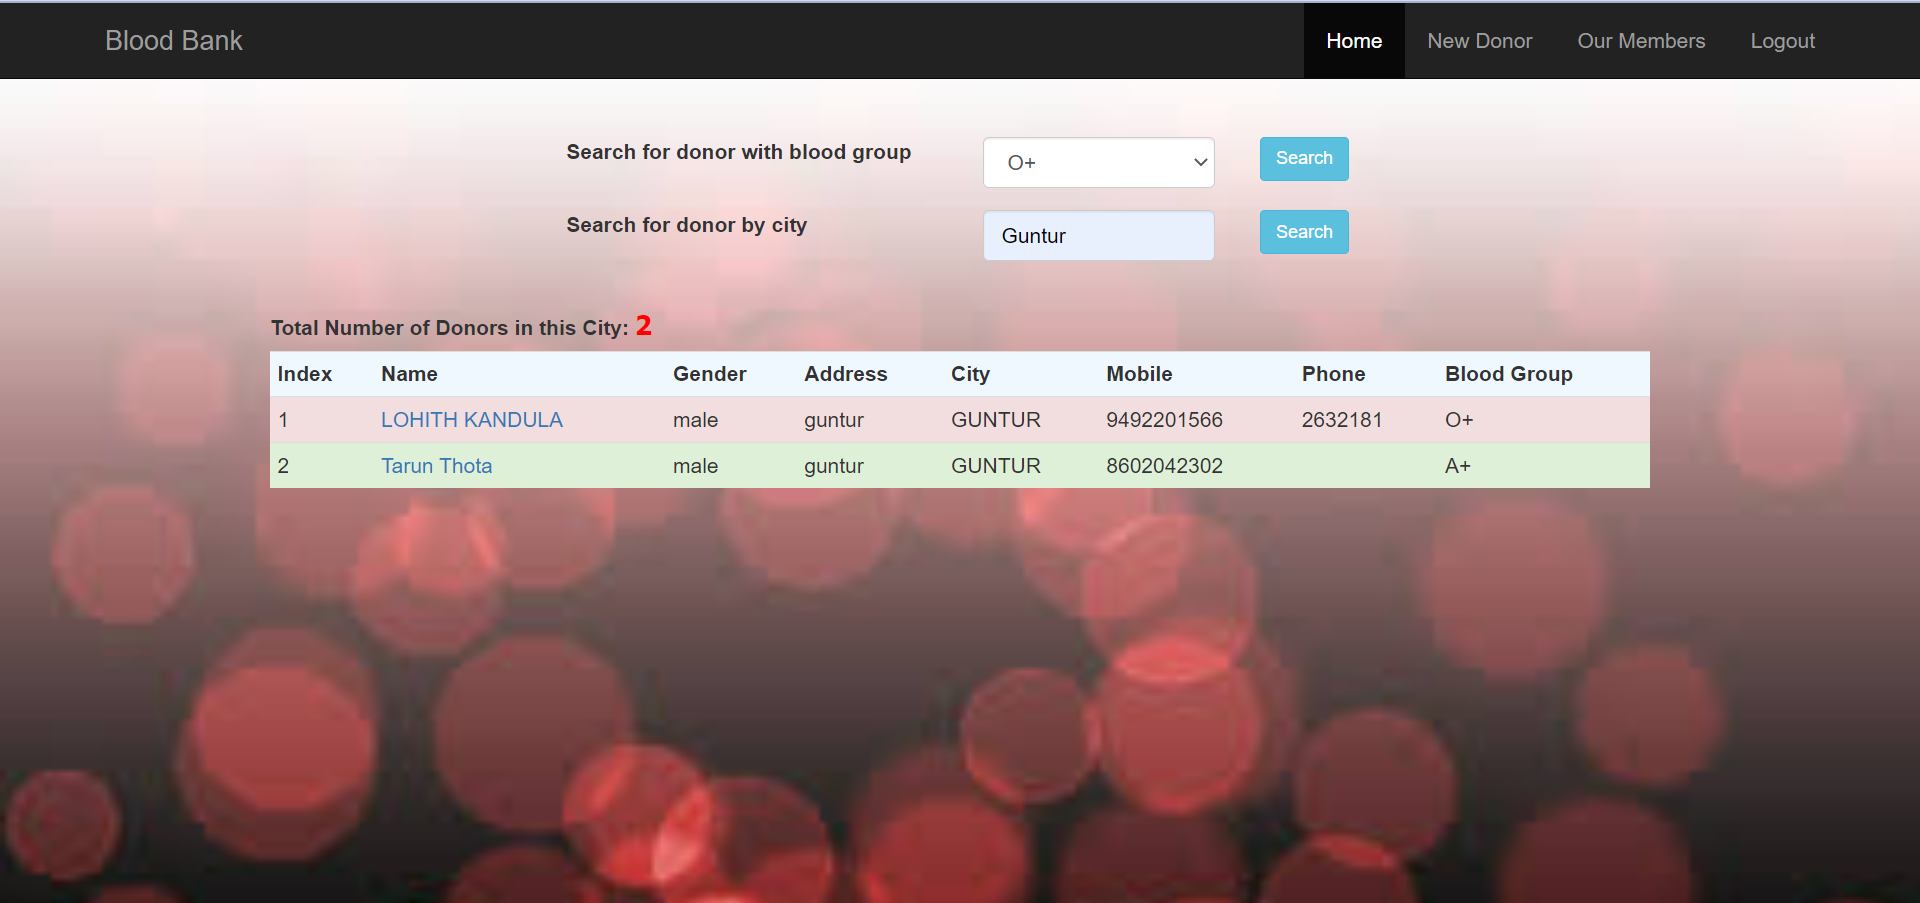 Blood Bank Home New Donor Our Members Logout
Search for donor with blood group O+ Search
Search for donor by city Guntur Search
Total Number of Donors in this City: 2
Index Name Gender Address City Mobile Phone Blood Group
1 LOHITH KANDULA male guntur GUNTUR 9492201566 2632181 O+
2 Tarun Thota male guntur GUNTUR 8602042302 A+